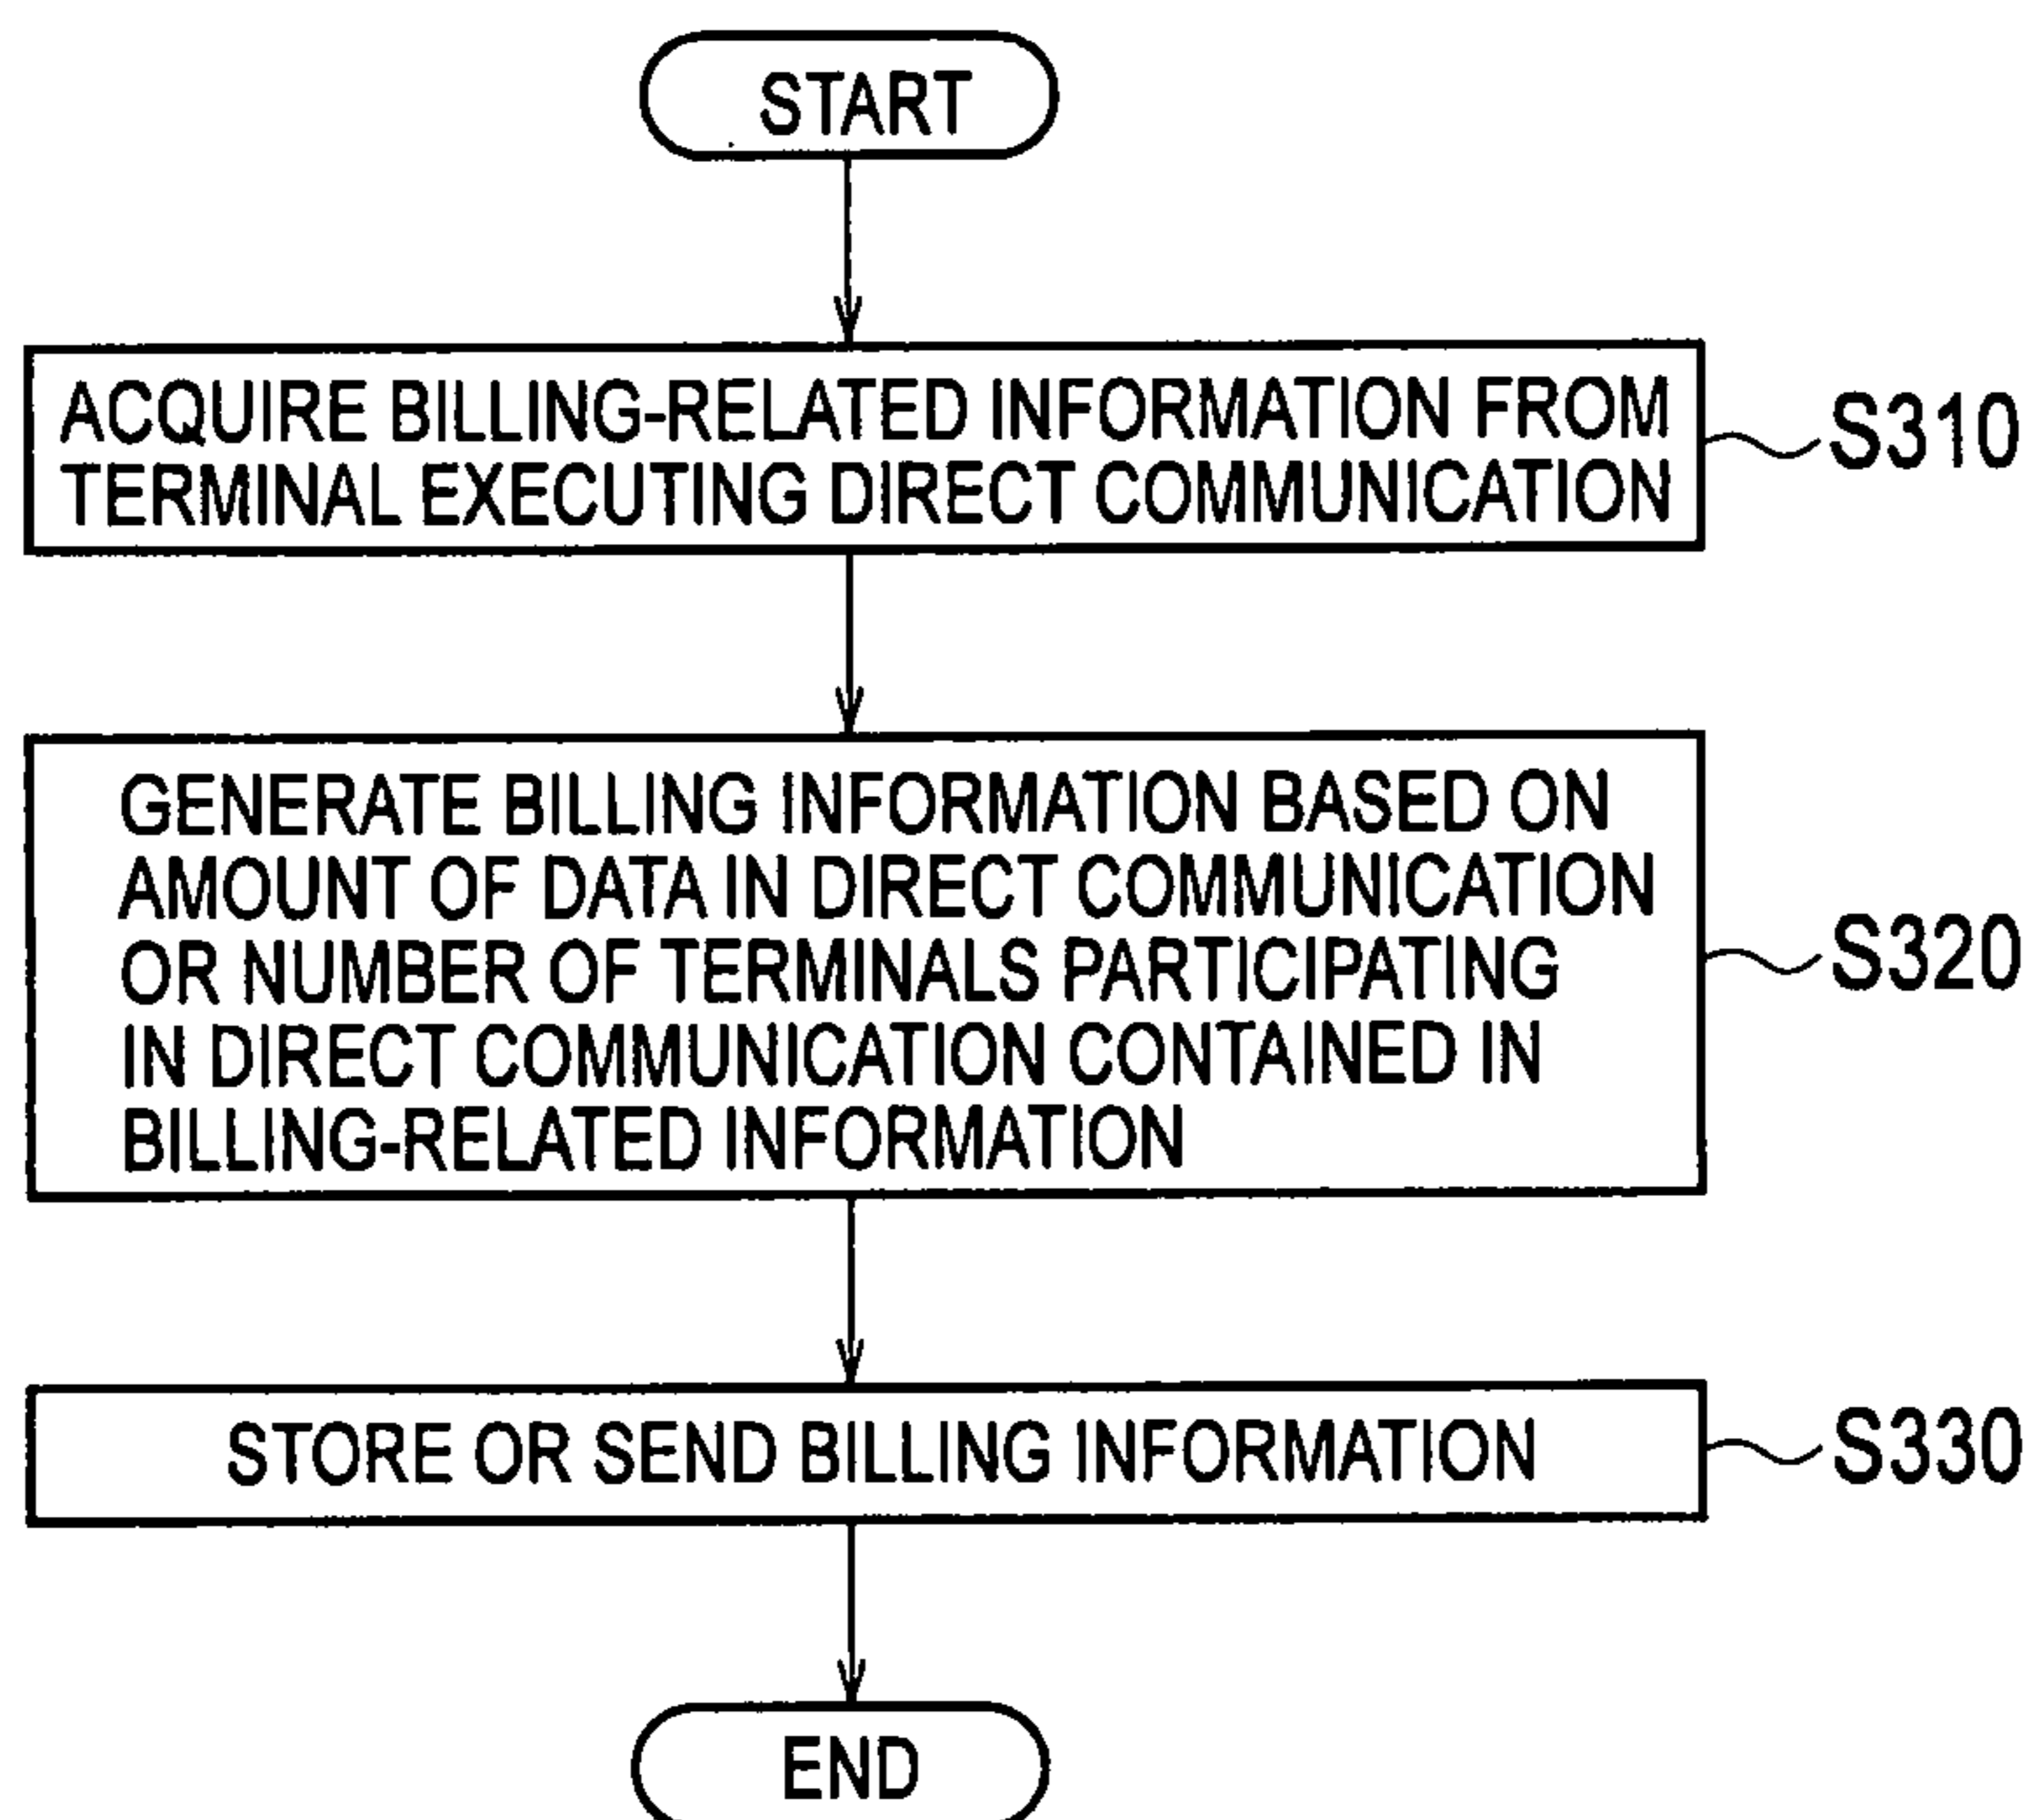 START
ACQUIRE BILLING-RELATED INFORMATION FROM
TERMINAL EXECUTING DIRECT COMMUNICATION
S310
GENERATE BILLING INFORMATION BASED ON
AMOUNT OF DATA IN DIRECT COMMUNICATION
OR NUMBER OF TERMINALS PARTICIPATING
IN DIRECT COMMUNICATION CONTAINED IN
BILLING-RELATED INFORMATION
S320
STORE OR SEND BILLING INFORMATION
S330
END